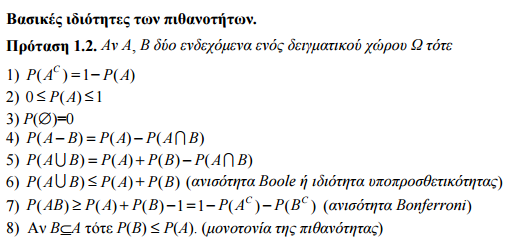 Βασικές ιδιότητες των πιθανοτήτων.
Πρόταση 1.2. Αν Α, Β δύο ενδεχόμενα ενός δειγματικού χώρου Ω τότε
1) P(A^C)=1−P(A)
2) 0≤P(A)≤1
3) P(∅)=0
4) P(A−B)=P(A)−P(A⋂B)
5) P(A⋃B)=P(A)+P(B)−P(A⋂B)
6) P(A⋃B)≤P(A)+P(B) (ανισότητα Boole ή ιδιότητα υποπροσθετικότητας)
7) P(AB)≥P(A)+P(B)−1=1−P(A^C)−P(B^C) (ανισότητα Bonferroni)
8) Αν B⊆A τότε P(B)≤P(A). (μονοτονία της πιθανότητας)